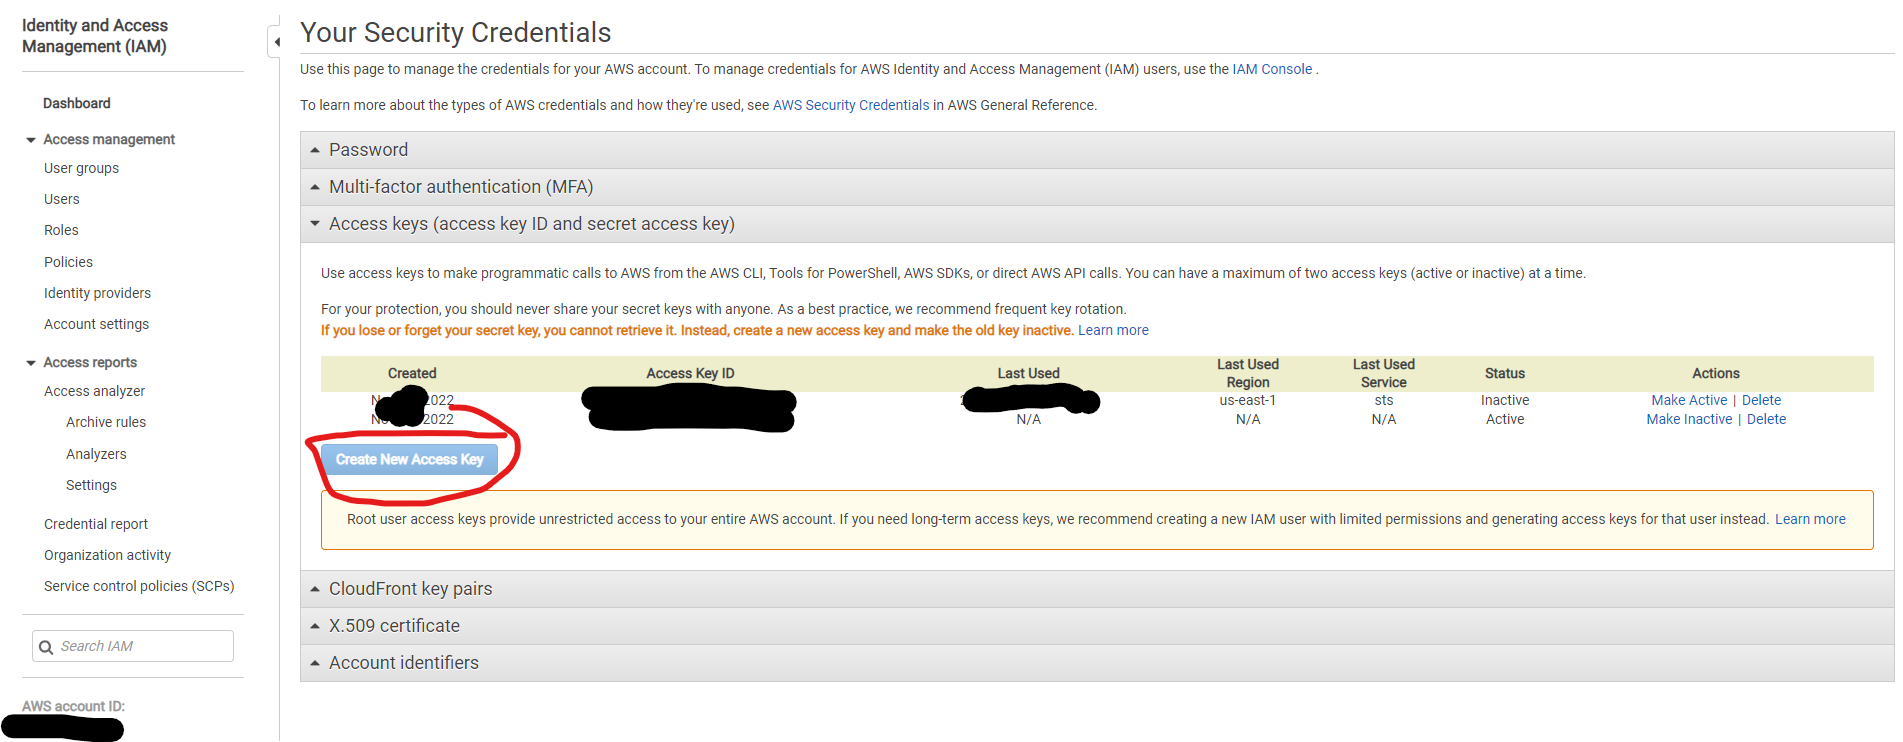 Identity and Access
Management (IAM)
Dashboard
Access management
User groups
Users
Roles
Policies
Identity providers
Account settings
Access reports
Access analyzer
Archive rules
Analyzers
Settings
Credential report
Organization activity
Service control policies (SCPs)
Search IAM
AWS account ID:
Your Security Credentials
Use this page to manage the credentials for your AWS account. To manage credentials for AWS Identity and Access Management (IAM) users, use the IAM Console .
To learn more about the types of AWS credentials and how they're used, see AWS Security Credentials in AWS General Reference.
Password
Multi-factor authentication (MFA)
Access keys (access key ID and secret access key)
Use access keys to make programmatic calls to AWS from the AWS CLI, Tools for PowerShell, AWS SDKs, or direct AWS API calls. You can have a maximum of two access keys (active or inactive) at a time.
For your protection, you should never share your secret keys with anyone. As a best practice, we recommend frequent key rotation.
If you lose or forget your secret key, you cannot retrieve it. Instead, create a new access key and make the old key inactive. Learn more
Created Access Key ID Last Used Last Used Region Last Used Service Status Actions
2022 us-east-1 sts Inactive Make Active | Delete
2022 N/A N/A N/A Active Make Inactive | Delete
Create New Access Key
Root user access keys provide unrestricted access to your entire AWS account. If you need long-term access keys, we recommend creating a new IAM user with limited permissions and generating access keys for that user instead. Learn more
CloudFront key pairs
X.509 certificate
Account identifiers